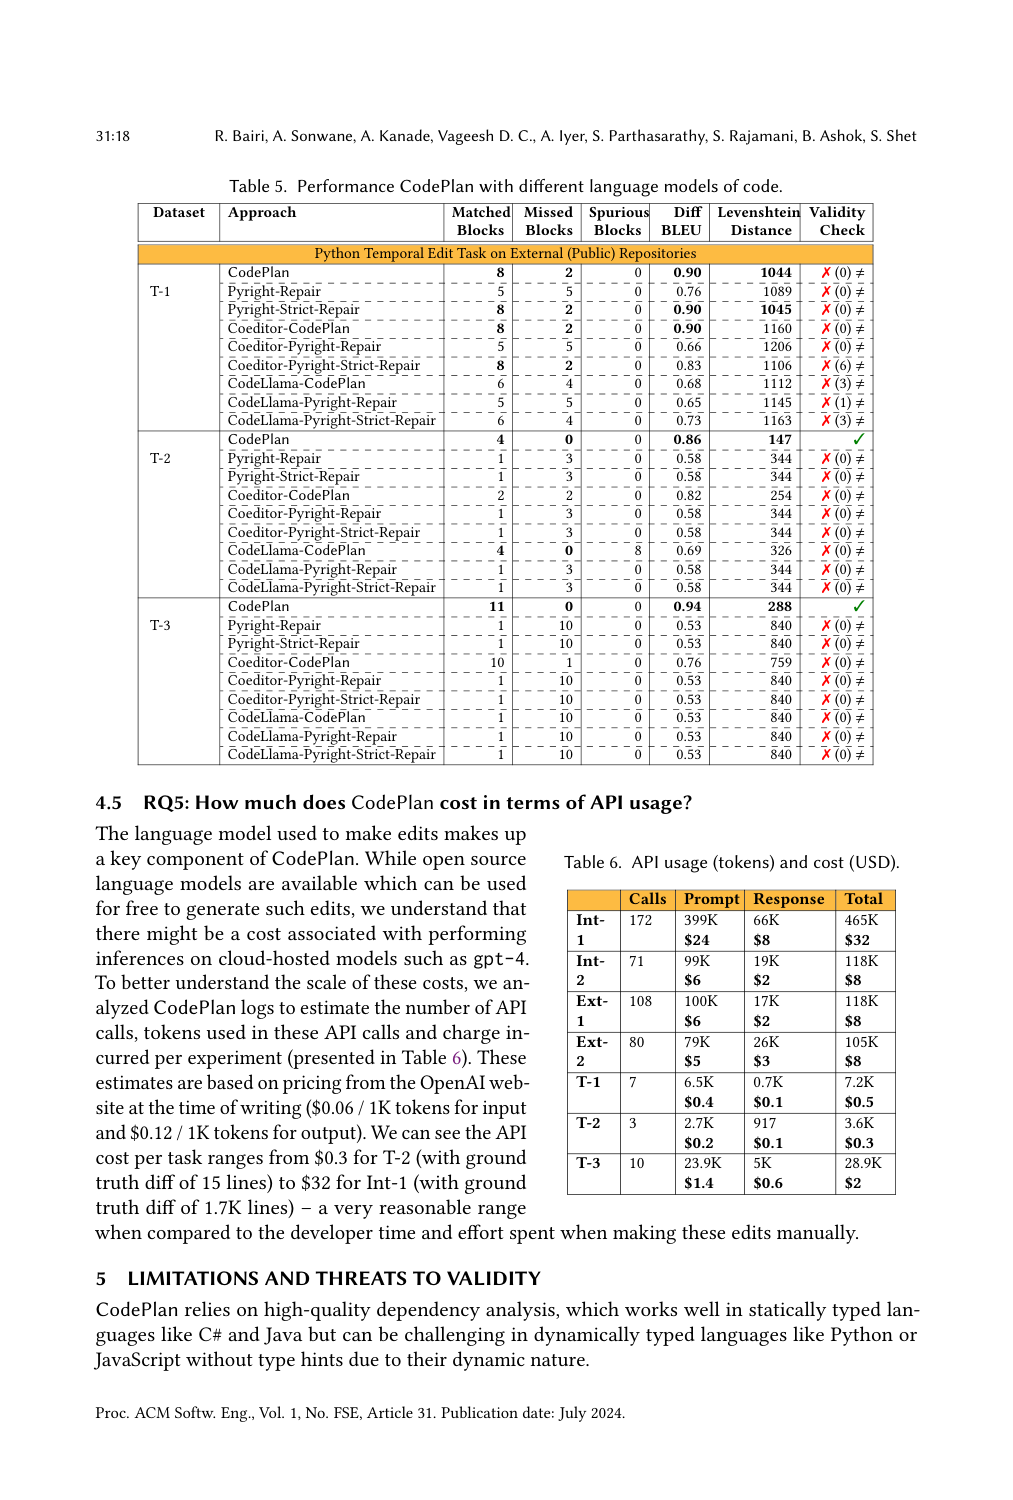 31:18 R. Bairi, A. Sonwane, A. Kanade, Vageesh D. C., A. Iyer, S. Parthasarathy, S. Rajamani, B. Ashok, S. Shet
Table 5. Performance CodePlan with different language models of code.
Dataset Approach Matched Missed Spurious Diff Levenshtein Validity
Blocks Blocks Blocks BLEU Distance Check
Python Temporal Edit Task on External (Public) Repositories
CodePlan 8 2 0 0.90 1044 ✗ (0) ≠
T-1 Pyright-Repair 5 5 0 0.76 1089 ✗ (0) ≠
Pyright-Strict-Repair 8 2 0 0.90 1045 ✗ (0) ≠
Coeditor-CodePlan 8 2 0 0.90 1160 ✗ (0) ≠
Coeditor-Pyright-Repair 5 5 0 0.66 1206 ✗ (0) ≠
Coeditor-Pyright-Strict-Repair 8 2 0 0.83 1106 ✗ (6) ≠
CodeLlama-CodePlan 6 4 0 0.68 1112 ✗ (3) ≠
CodeLlama-Pyright-Repair 5 5 0 0.65 1145 ✗ (1) ≠
CodeLlama-Pyright-Strict-Repair 6 4 0 0.73 1163 ✗ (3) ≠
CodePlan 4 0 0 0.86 147 ✓
T-2 Pyright-Repair 1 3 0 0.58 344 ✗ (0) ≠
Pyright-Strict-Repair 1 3 0 0.58 344 ✗ (0) ≠
Coeditor-CodePlan 2 2 0 0.82 254 ✗ (0) ≠
Coeditor-Pyright-Repair 1 3 0 0.58 344 ✗ (0) ≠
Coeditor-Pyright-Strict-Repair 1 3 0 0.58 344 ✗ (0) ≠
CodeLlama-CodePlan 4 0 8 0.69 326 ✗ (0) ≠
CodeLlama-Pyright-Repair 1 3 0 0.58 344 ✗ (0) ≠
CodeLlama-Pyright-Strict-Repair 1 3 0 0.58 344 ✗ (0) ≠
CodePlan 11 0 0 0.94 288 ✓
T-3 Pyright-Repair 1 10 0 0.53 840 ✗ (0) ≠
Pyright-Strict-Repair 1 10 0 0.53 840 ✗ (0) ≠
Coeditor-CodePlan 10 1 0 0.76 759 ✗ (0) ≠
Coeditor-Pyright-Repair 1 10 0 0.53 840 ✗ (0) ≠
Coeditor-Pyright-Strict-Repair 1 10 0 0.53 840 ✗ (0) ≠
CodeLlama-CodePlan 1 10 0 0.53 840 ✗ (0) ≠
CodeLlama-Pyright-Repair 1 10 0 0.53 840 ✗ (0) ≠
CodeLlama-Pyright-Strict-Repair 1 10 0 0.53 840 ✗ (0) ≠
4.5 RQ5: How much does CodePlan cost in terms of API usage?
The language model used to make edits makes up
a key component of CodePlan. While open source
language models are available which can be used
for free to generate such edits, we understand that
there might be a cost associated with performing
inferences on cloud-hosted models such as gpt-4.
To better understand the scale of these costs, we an-
alyzed CodePlan logs to estimate the number of API
calls, tokens used in these API calls and charge in-
curred per experiment (presented in Table 6). These
estimates are based on pricing from the OpenAI web-
site at the time of writing ($0.06 / 1K tokens for input
and $0.12 / 1K tokens for output). We can see the API
cost per task ranges from $0.3 for T-2 (with ground
truth diff of 15 lines) to $32 for Int-1 (with ground
truth diff of 1.7K lines) – a very reasonable range
when compared to the developer time and effort spent when making these edits manually.
Table 6. API usage (tokens) and cost (USD).
Calls Prompt Response Total
Int- 172 399K 66K 465K
1 $24 $8 $32
Int- 71 99K 19K 118K
2 $6 $2 $8
Ext- 108 100K 17K 118K
1 $6 $2 $8
Ext- 80 79K 26K 105K
2 $5 $3 $8
T-1 7 6.5K 0.7K 7.2K
$0.4 $0.1 $0.5
T-2 3 2.7K 917 3.6K
$0.2 $0.1 $0.3
T-3 10 23.9K 5K 28.9K
$1.4 $0.6 $2
5 LIMITATIONS AND THREATS TO VALIDITY
CodePlan relies on high-quality dependency analysis, which works well in statically typed lan-
guages like C# and Java but can be challenging in dynamically typed languages like Python or
JavaScript without type hints due to their dynamic nature.
Proc. ACM Softw. Eng., Vol. 1, No. FSE, Article 31. Publication date: July 2024.